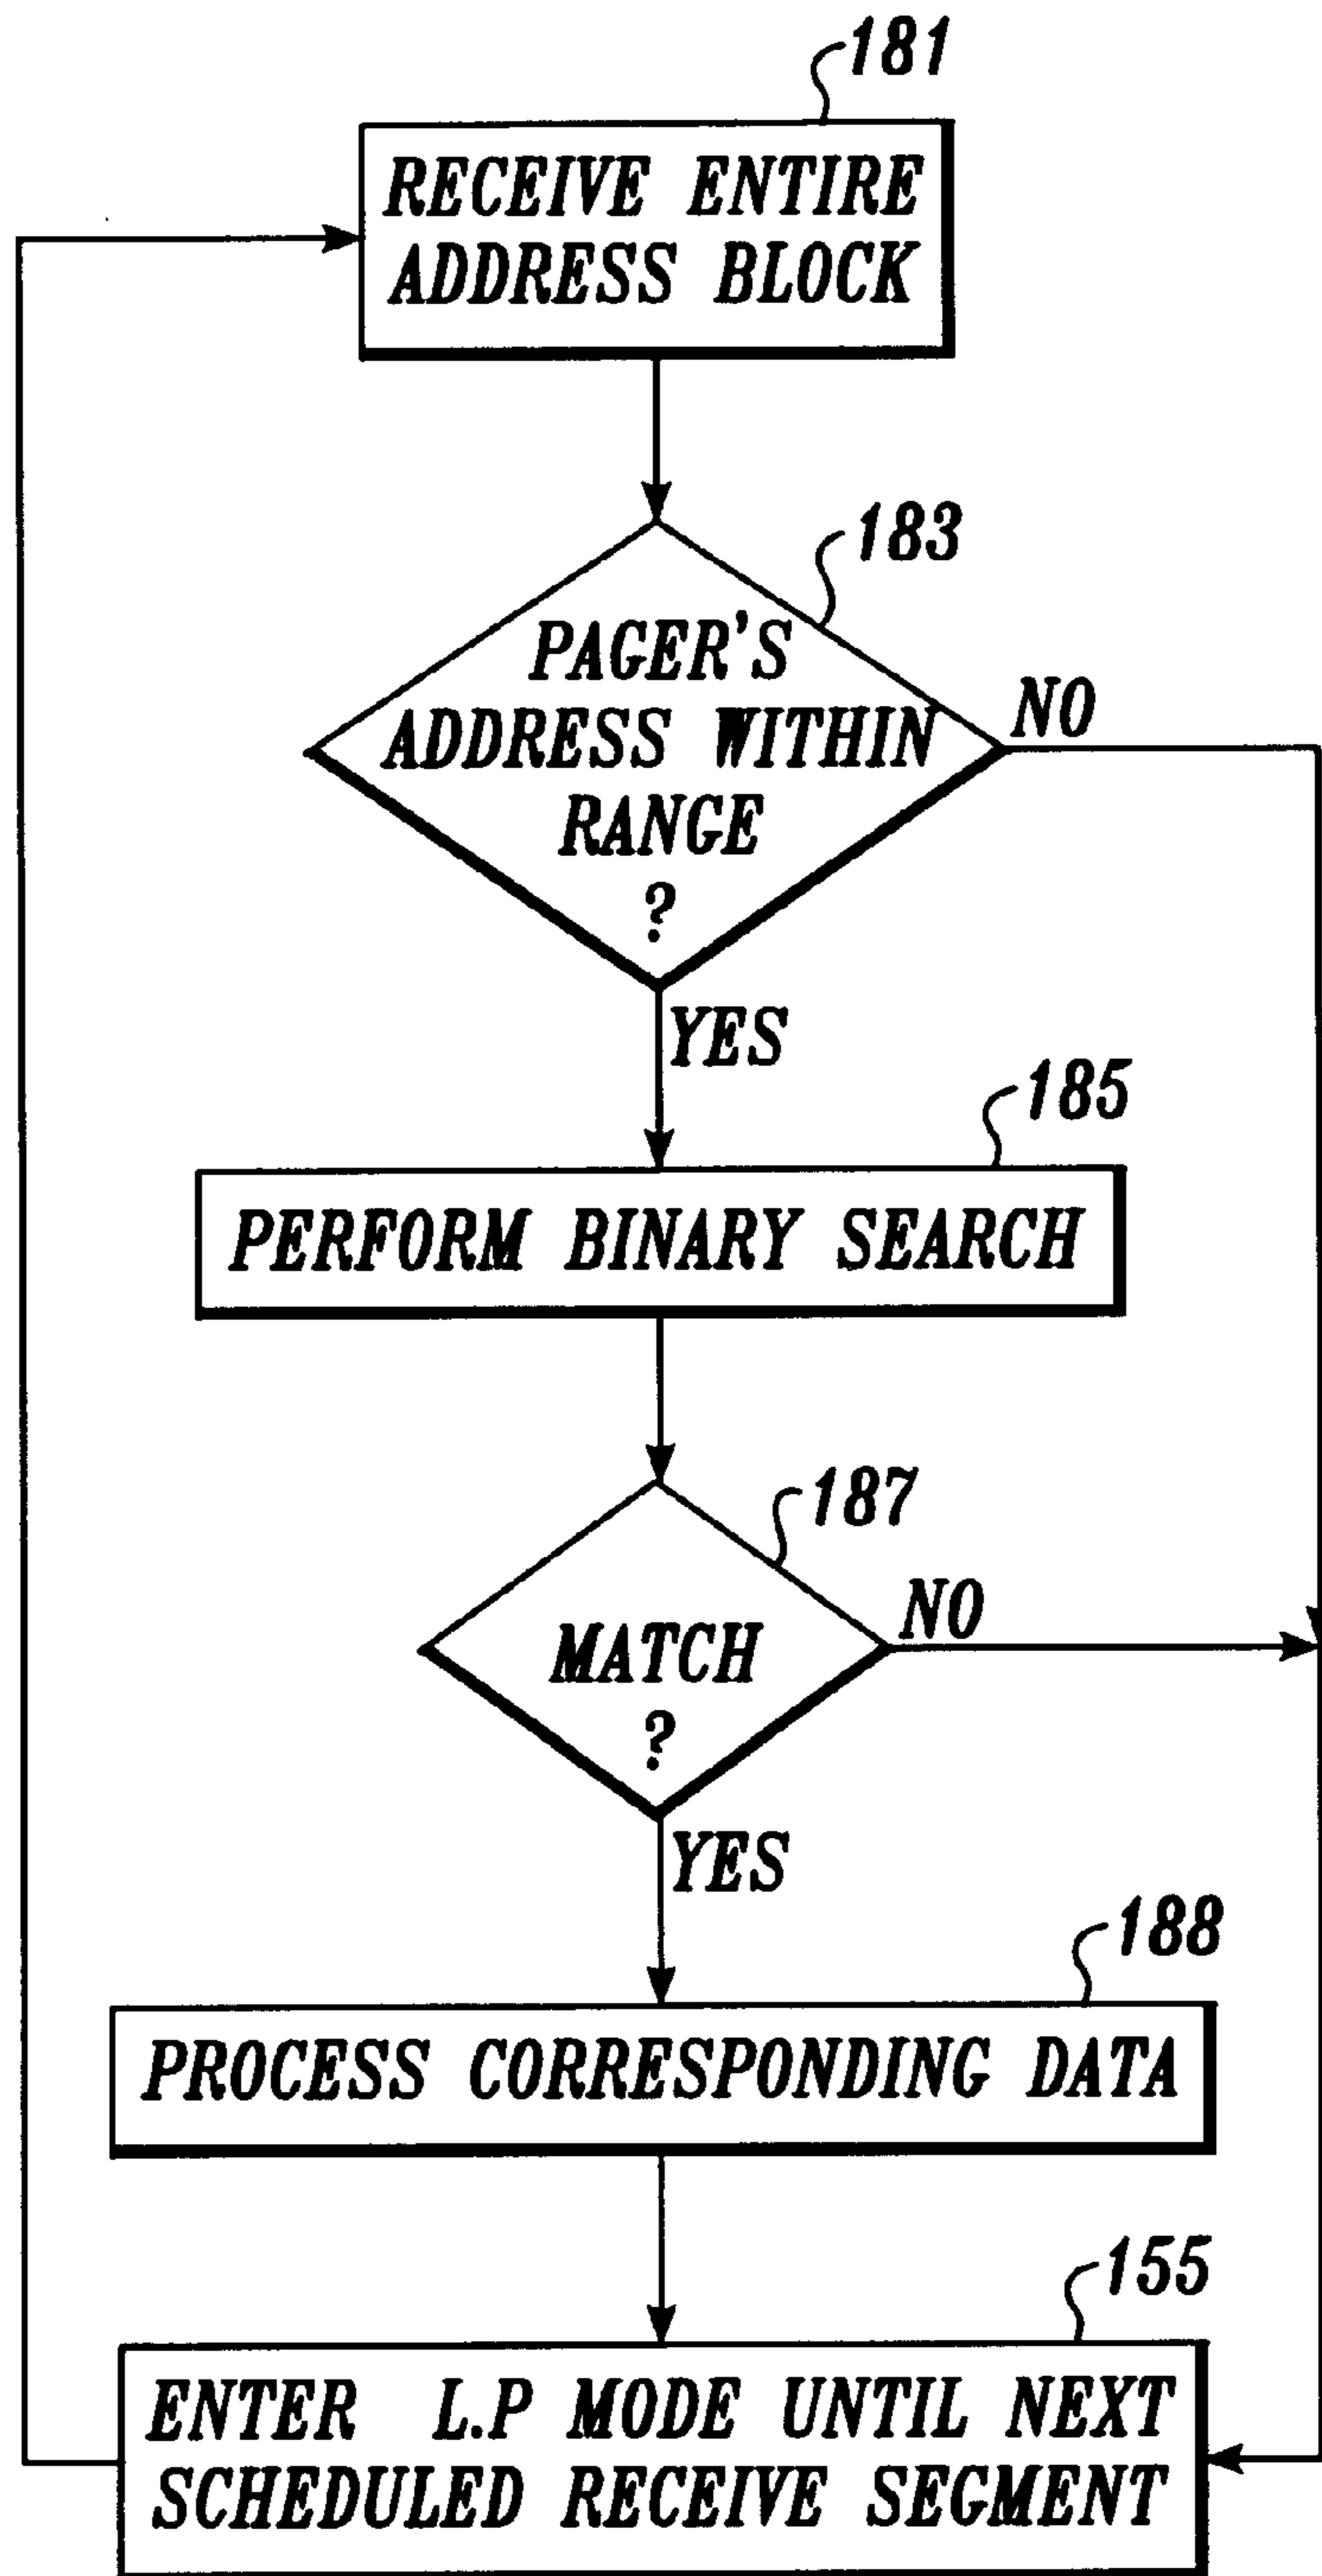 181
RECEIVE ENTIRE
ADDRESS BLOCK
183
PAGER'S
ADDRESS WITHIN
RANGE
?
NO
YES
185
PERFORM BINARY SEARCH
187
MATCH
?
NO
YES
188
PROCESS CORRESPONDING DATA
155
ENTER L.P MODE UNTIL NEXT
SCHEDULED RECEIVE SEGMENT